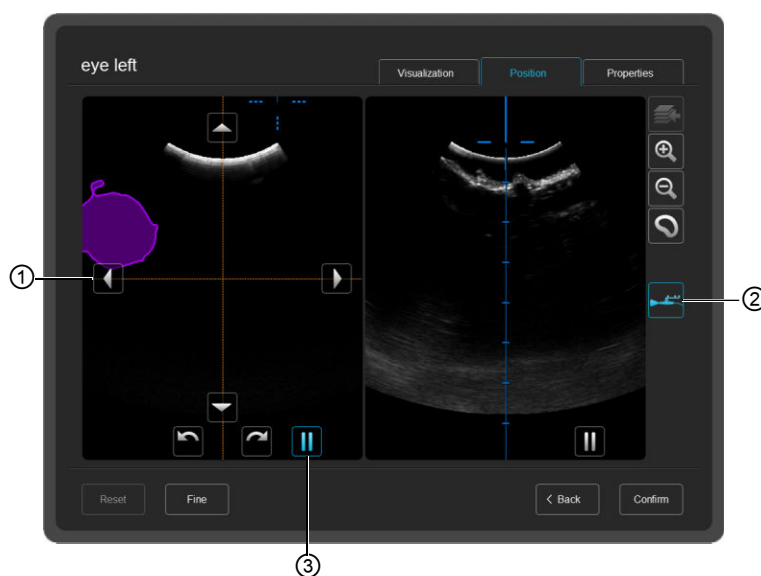 eye left
Visualization
Position
Properties
1
2
Reset
Fine
< Back
Confirm
3